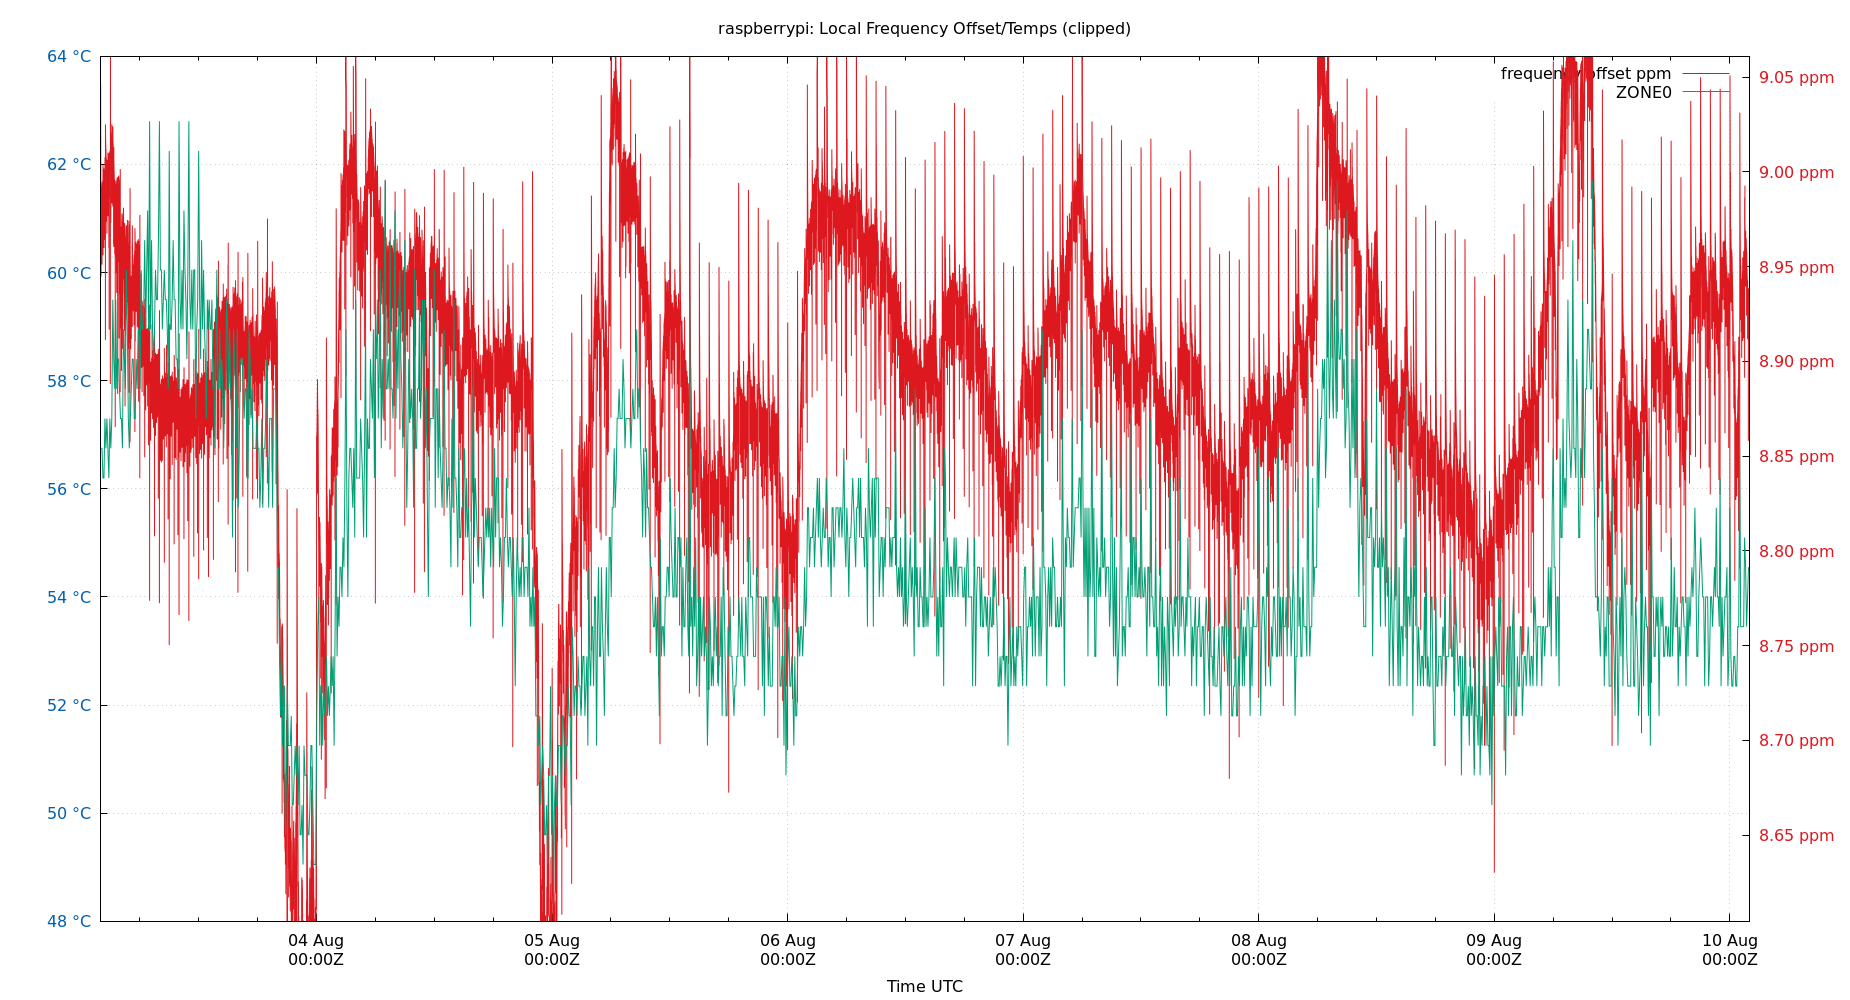 raspberrypi: Local Frequency Offset/Temps (clipped)
64 °C
62 °C
60 °C
58 °C
56 °C
54 °C
52 °C
50 °C
48 °C
frequency offset ppm
ZONE0
9.05 ppm
9.00 ppm
8.95 ppm
8.90 ppm
8.85 ppm
8.80 ppm
8.75 ppm
8.70 ppm
8.65 ppm
04 Aug
00:00Z
05 Aug
00:00Z
06 Aug
00:00Z
07 Aug
00:00Z
08 Aug
00:00Z
09 Aug
00:00Z
10 Aug
00:00Z
Time UTC